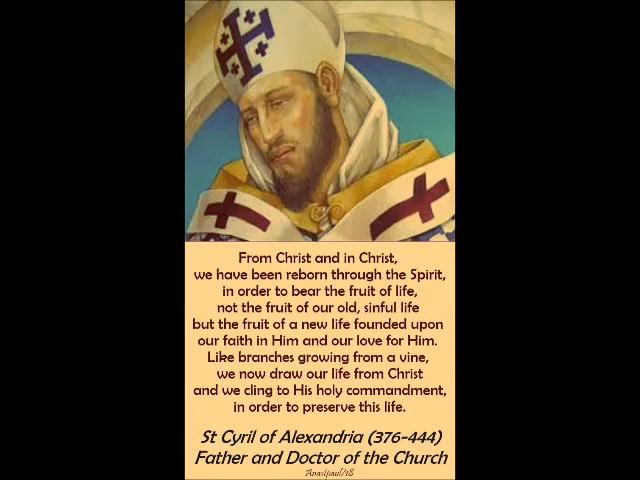 From Christ and in Christ,
we have been reborn through the Spirit,
in order to bear the fruit of life,
not the fruit of our old, sinful life
but the fruit of a new life founded upon
our faith in Him and our love for Him.
Like branches growing from a vine,
we now draw our life from Christ
and we cling to His holy commandment,
in order to preserve this life.
St Cyril of Alexandria (376-444)
Father and Doctor of the Church
Anastpaul/18